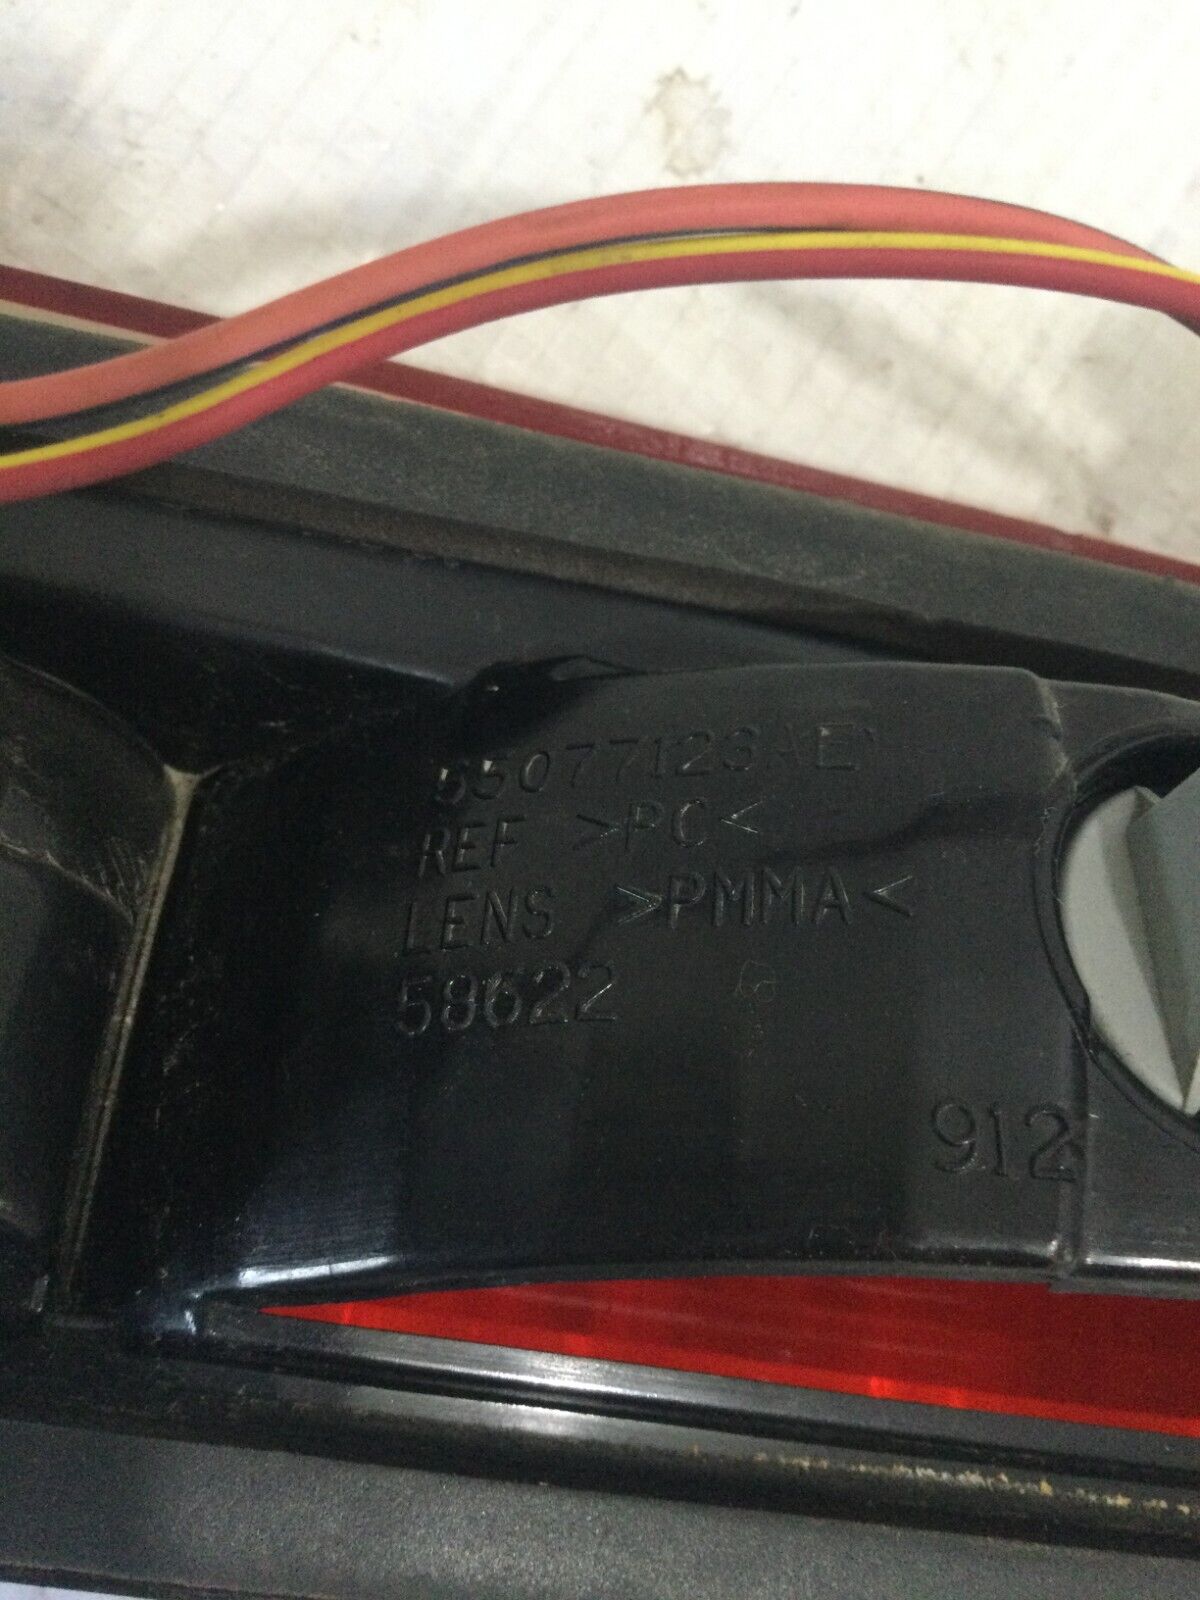 55077123AE
REF >PC<
LENS >PMMA<
58622
912